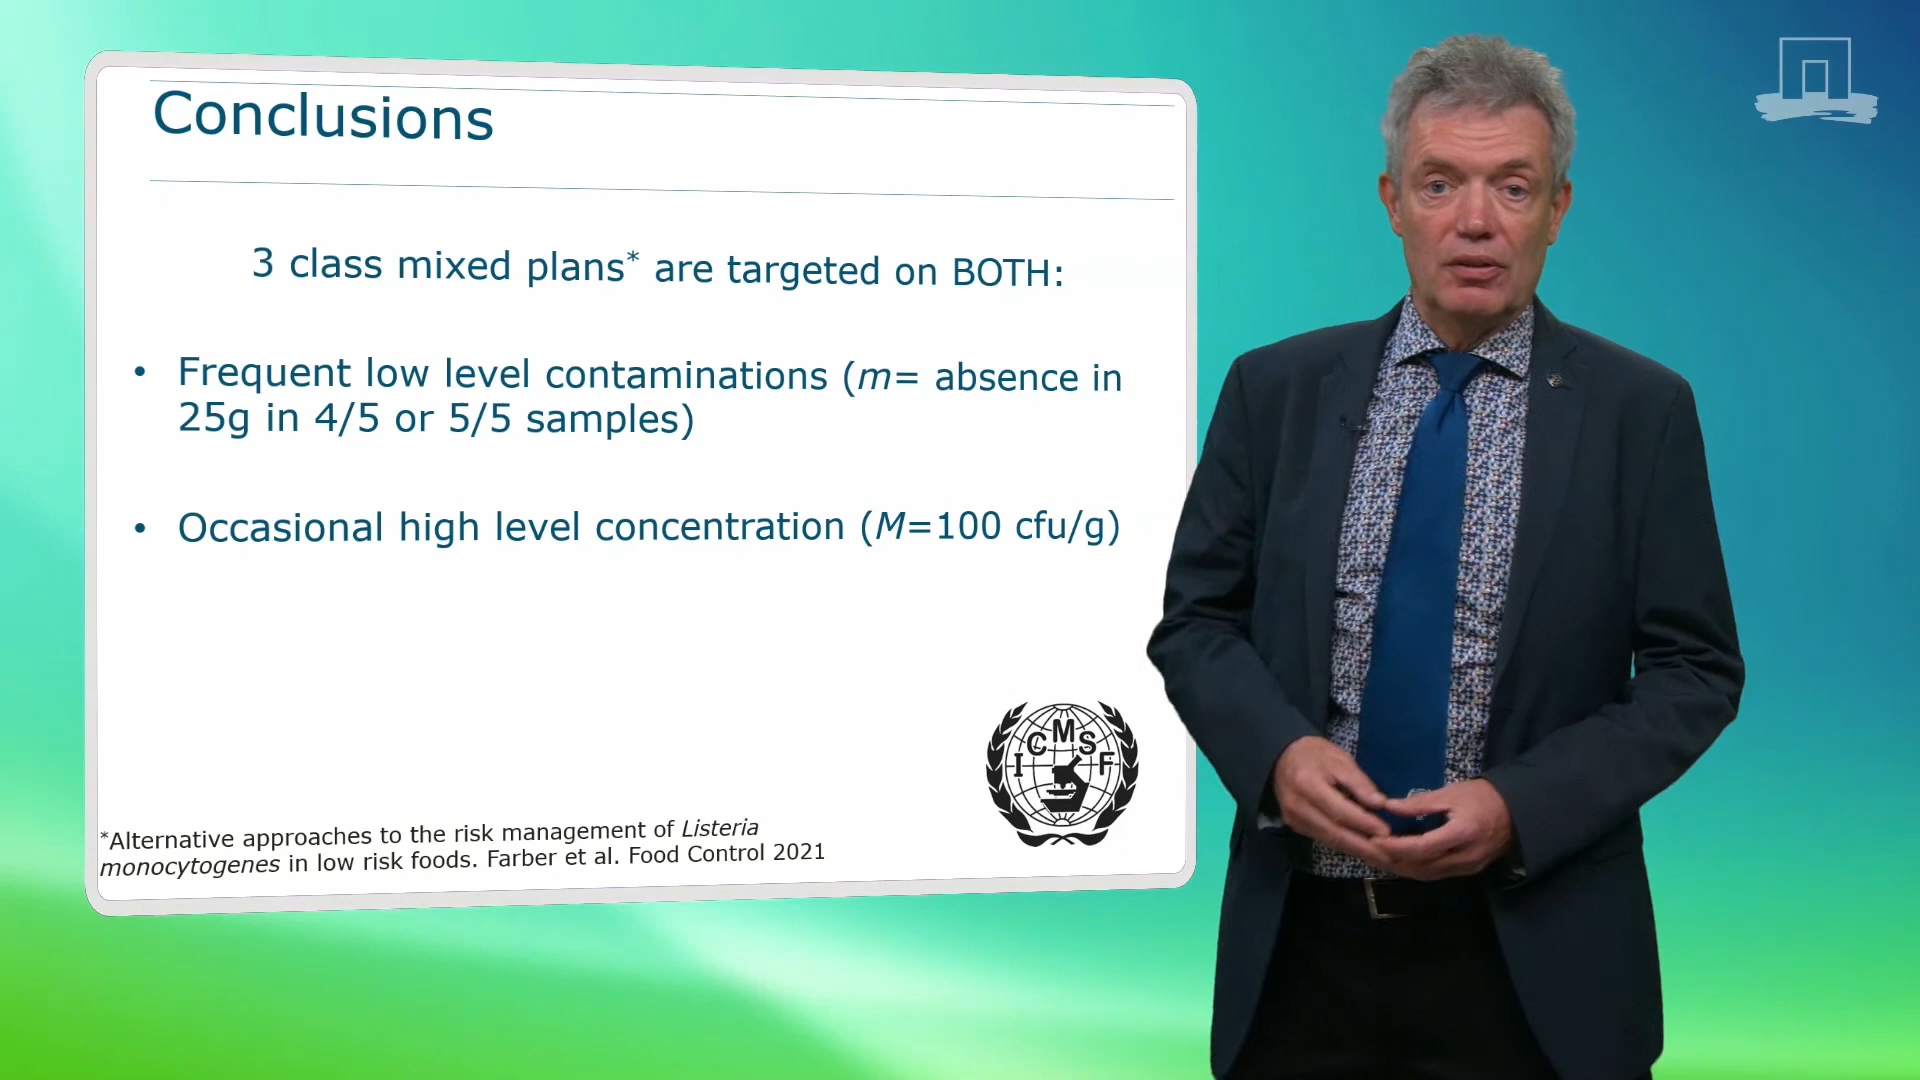 Conclusions
3 class mixed plans* are targeted on BOTH:
• Frequent low level contaminations (m= absence in
25g in 4/5 or 5/5 samples)
• Occasional high level concentration (M=100 cfu/g)
ICMSF
*Alternative approaches to the risk management of Listeria
monocytogenes in low risk foods. Farber et al. Food Control 2021